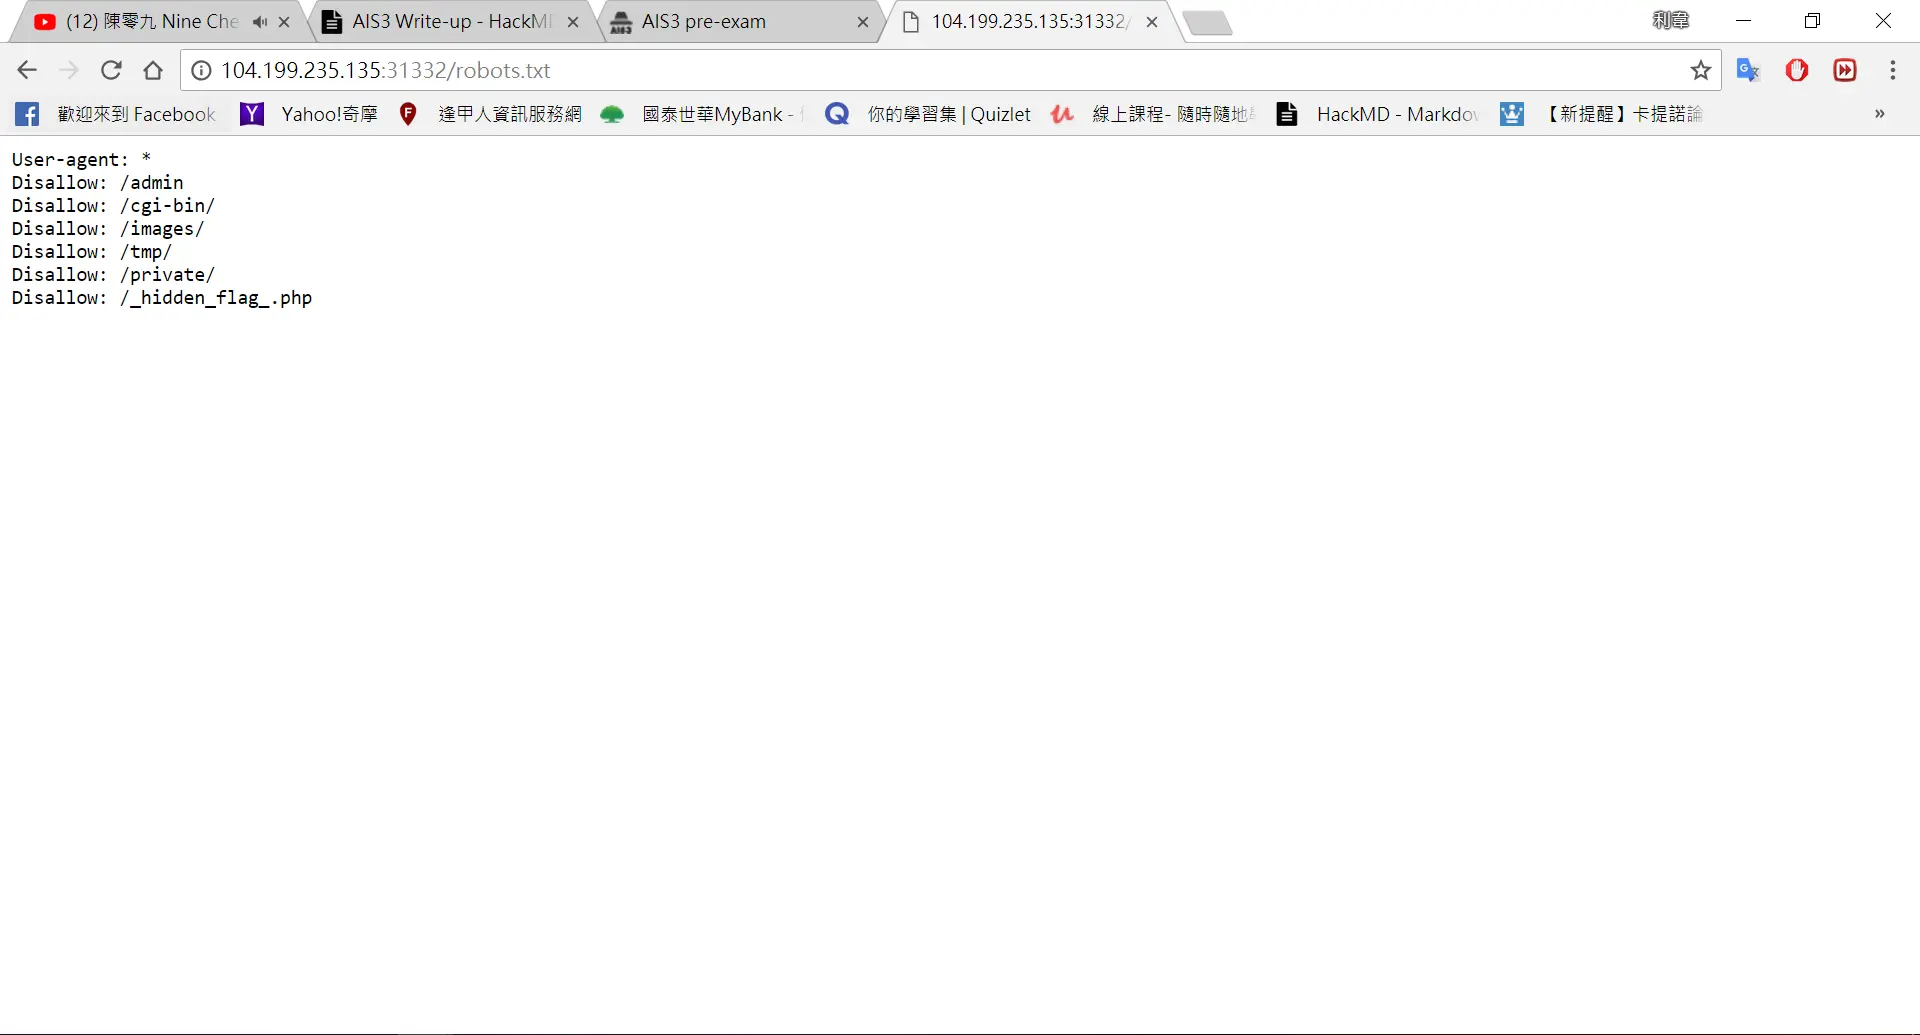 (12) 陳零九 Nine Che
AIS3 Write-up - HackM
AIS3 pre-exam
104.199.235.135:31332/
利韋
104.199.235.135:31332/robots.txt
歡迎來到 Facebook
Yahoo!奇摩
逢甲人資訊服務網
國泰世華MyBank -
你的學習集 | Quizlet
線上課程- 隨時隨地
HackMD - Markdow
【新提醒】卡提諾論
»
User-agent: *
Disallow: /admin
Disallow: /cgi-bin/
Disallow: /images/
Disallow: /tmp/
Disallow: /private/
Disallow: /_hidden_flag_.php